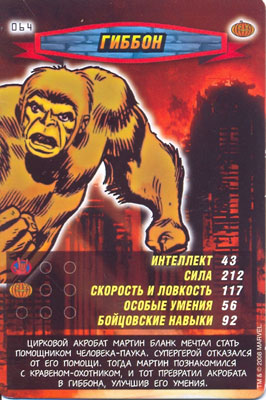 064
ГИББОН
ИНТЕЛЛЕКТ 43
СИЛА 212
СКОРОСТЬ И ЛОВКОСТЬ 117
ОСОБЫЕ УМЕНИЯ 56
БОЙЦОВСКИЕ НАВЫКИ 92
ЦИРКОВОЙ АКРОБАТ МАРТИН БЛАНК МЕЧТАЛ СТАТЬ
ПОМОЩНИКОМ ЧЕЛОВЕКА-ПАУКА. СУПЕРГЕРОЙ ОТКАЗАЛСЯ
ОТ ЕГО ПОМОЩИ. ТОГДА МАРТИН ПОЗНАКОМИЛСЯ
С КРАВЕНОМ-ОХОТНИКОМ, И ТОТ ПРЕВРАТИЛ АКРОБАТА
В ГИББОНА, УЛУЧШИВ ЕГО УМЕНИЯ.
TM & © 2008 MARVEL